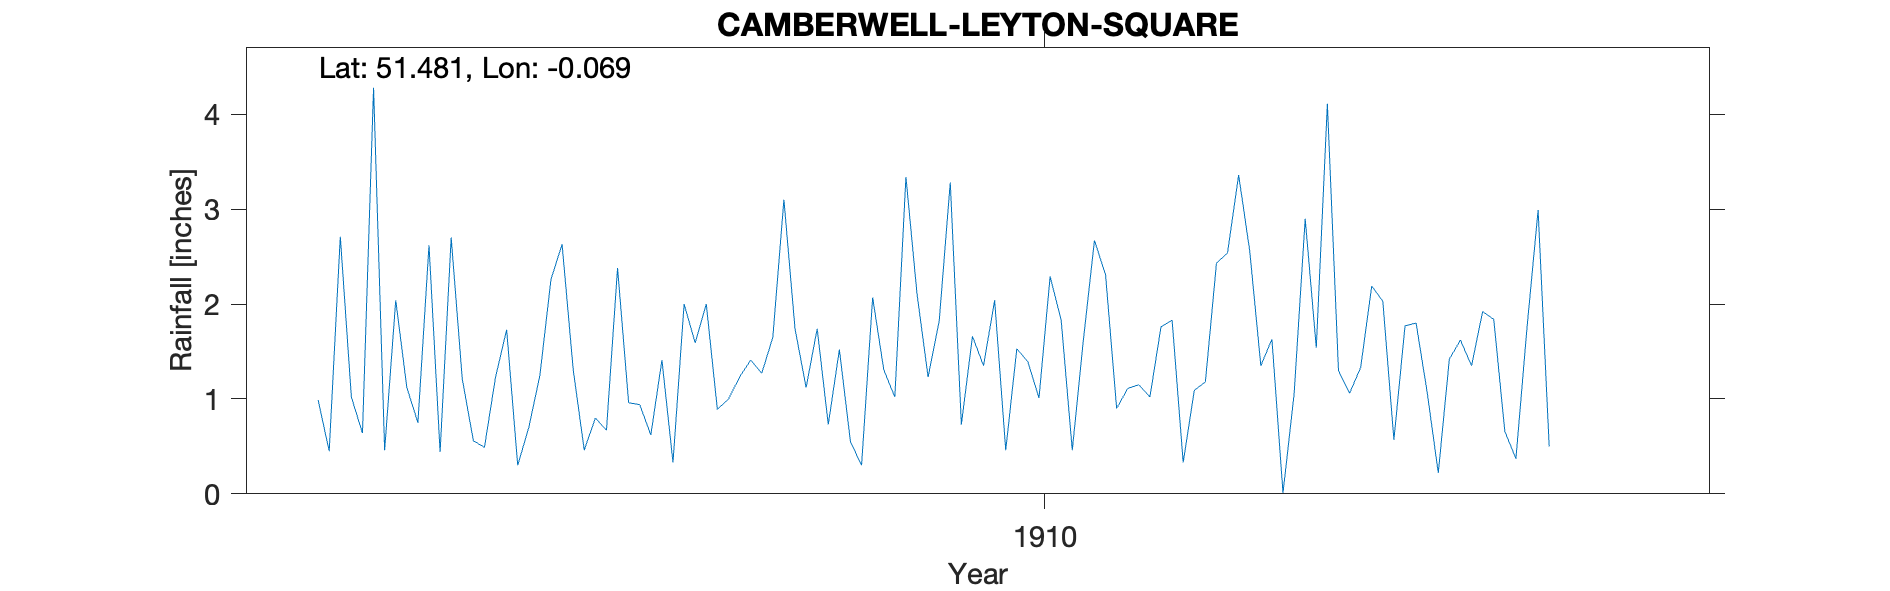 CAMBERWELL-LEYTON-SQUARE
Lat: 51.481, Lon: -0.069
4
3
2
1
0
Rainfall [inches]
1910
Year